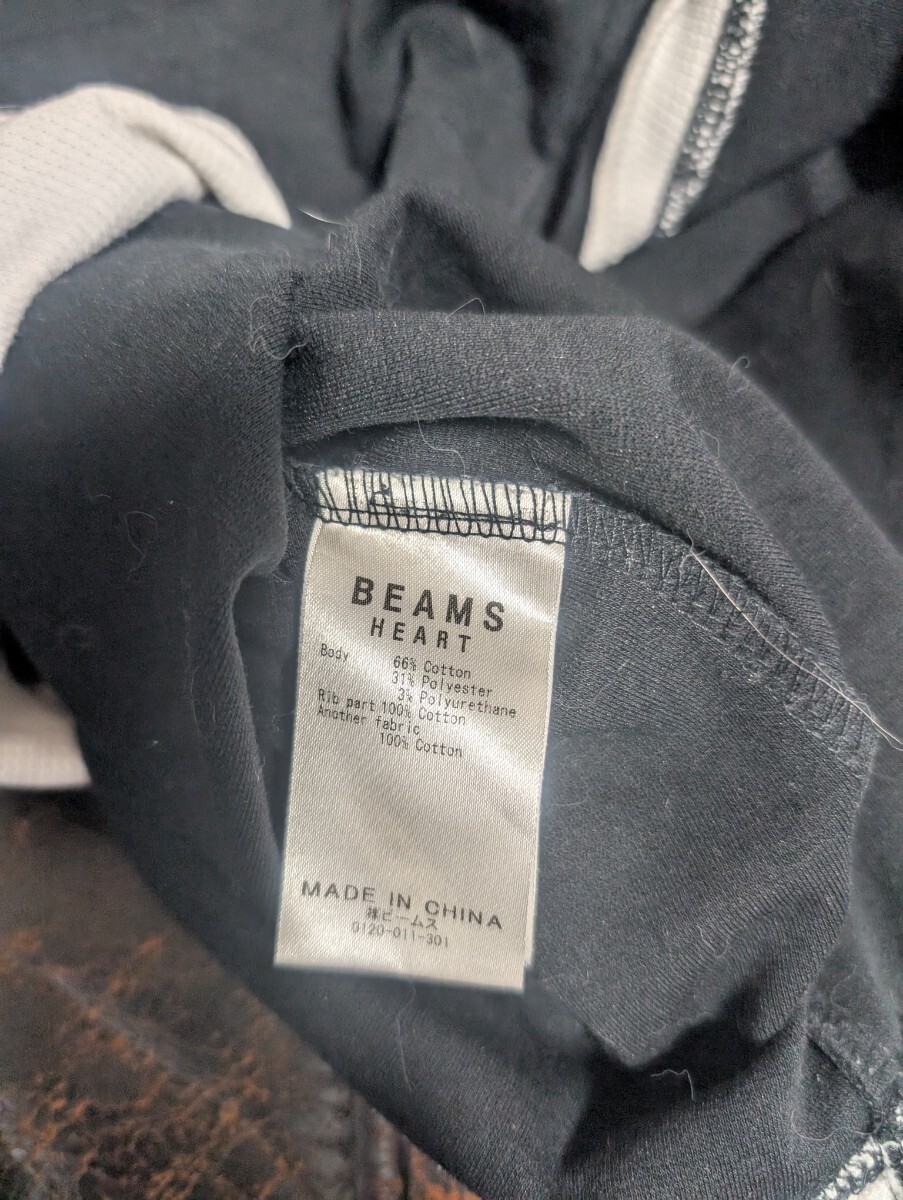 BEAMS
HEART
Body 66% Cotton
31% Polyester
3% Polyurethane
Rib part 100% Cotton
Another fabric
100% Cotton
MADE IN CHINA
㈱ビームス
0120-011-301